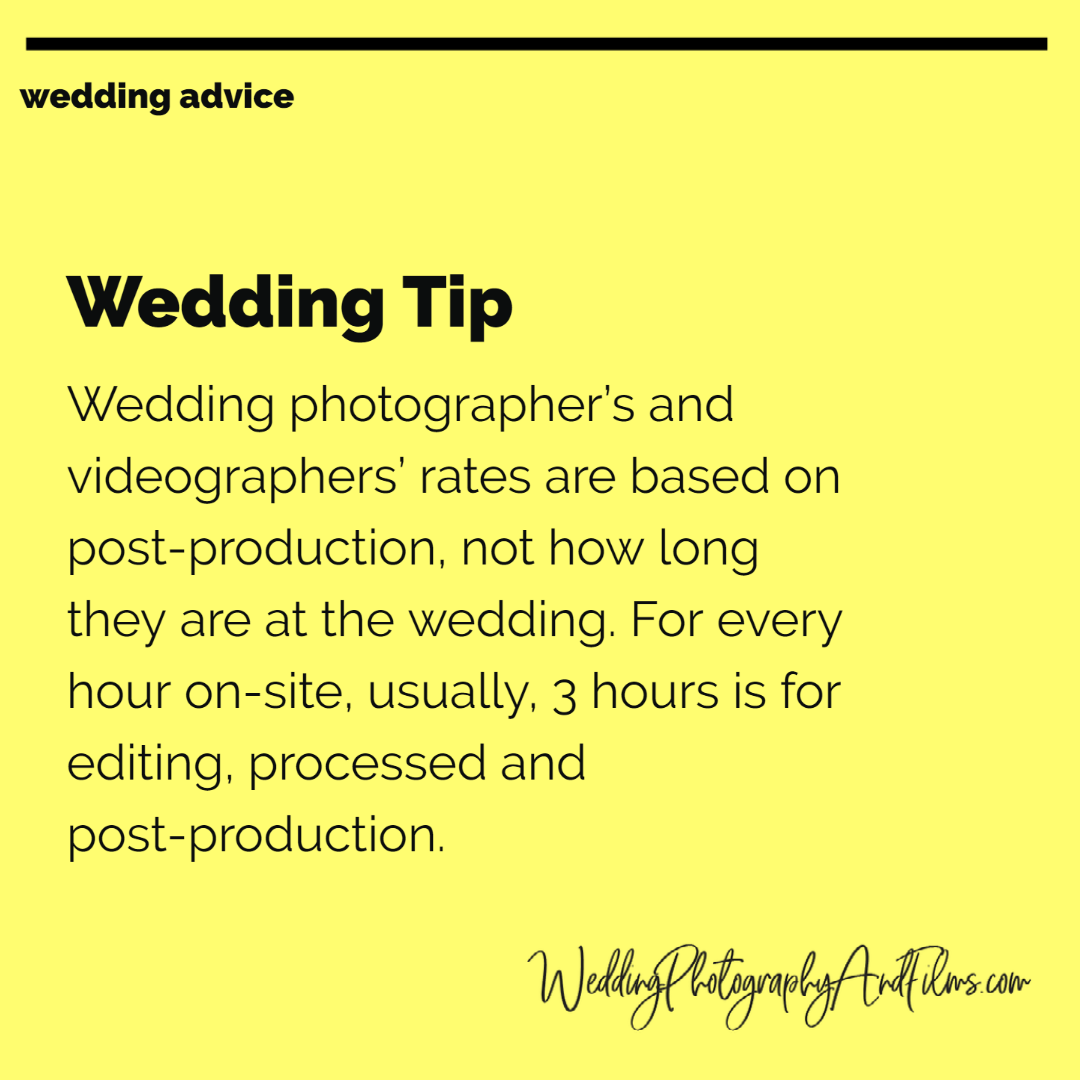 wedding advice
Wedding Tip
Wedding photographer’s and
videographers’ rates are based on
post-production, not how long
they are at the wedding. For every
hour on-site, usually, 3 hours is for
editing, processed and
post-production.
WeddingPhotographyAndFilms.com